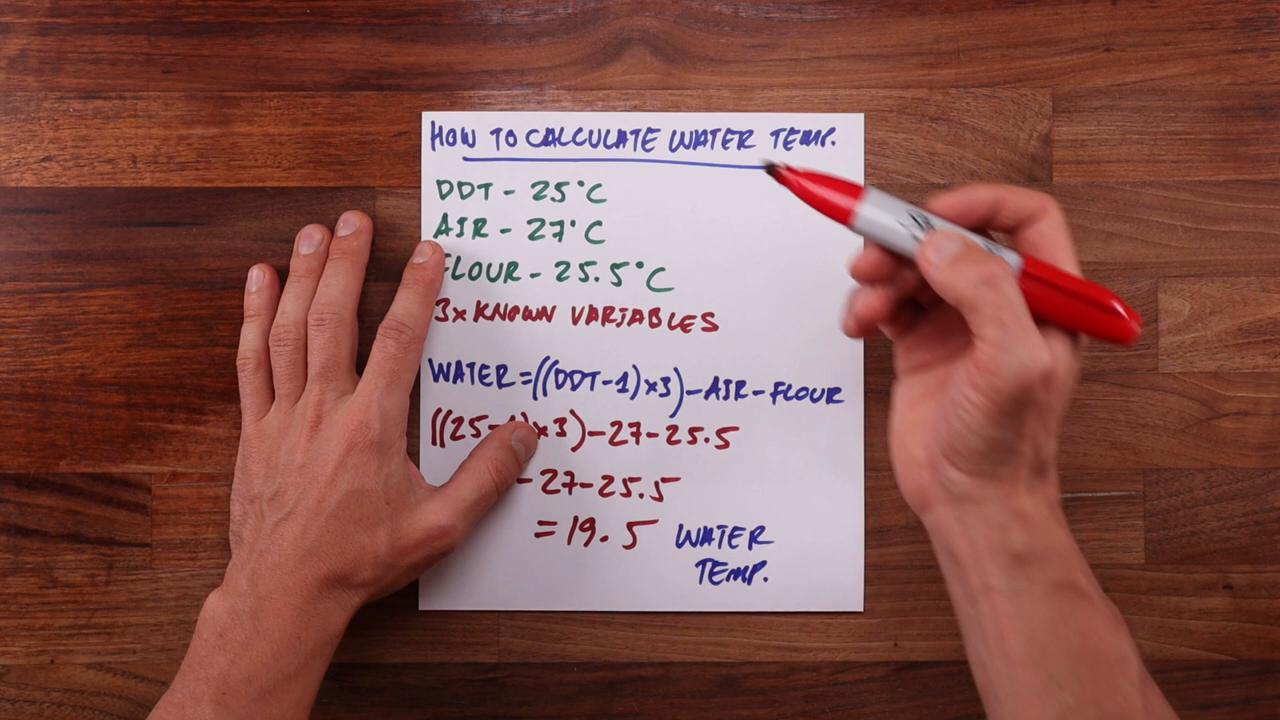 HOW TO CALCULATE WATER TEMP.
DDT - 25°C
AIR - 27°C
FLOUR - 25.5°C
3x KNOWN VARIABLES
WATER=((DDT-1)x3)-AIR-FLOUR
((25-1)x3)-27-25.5
-27-25.5
=19.5 WATER
TEMP.